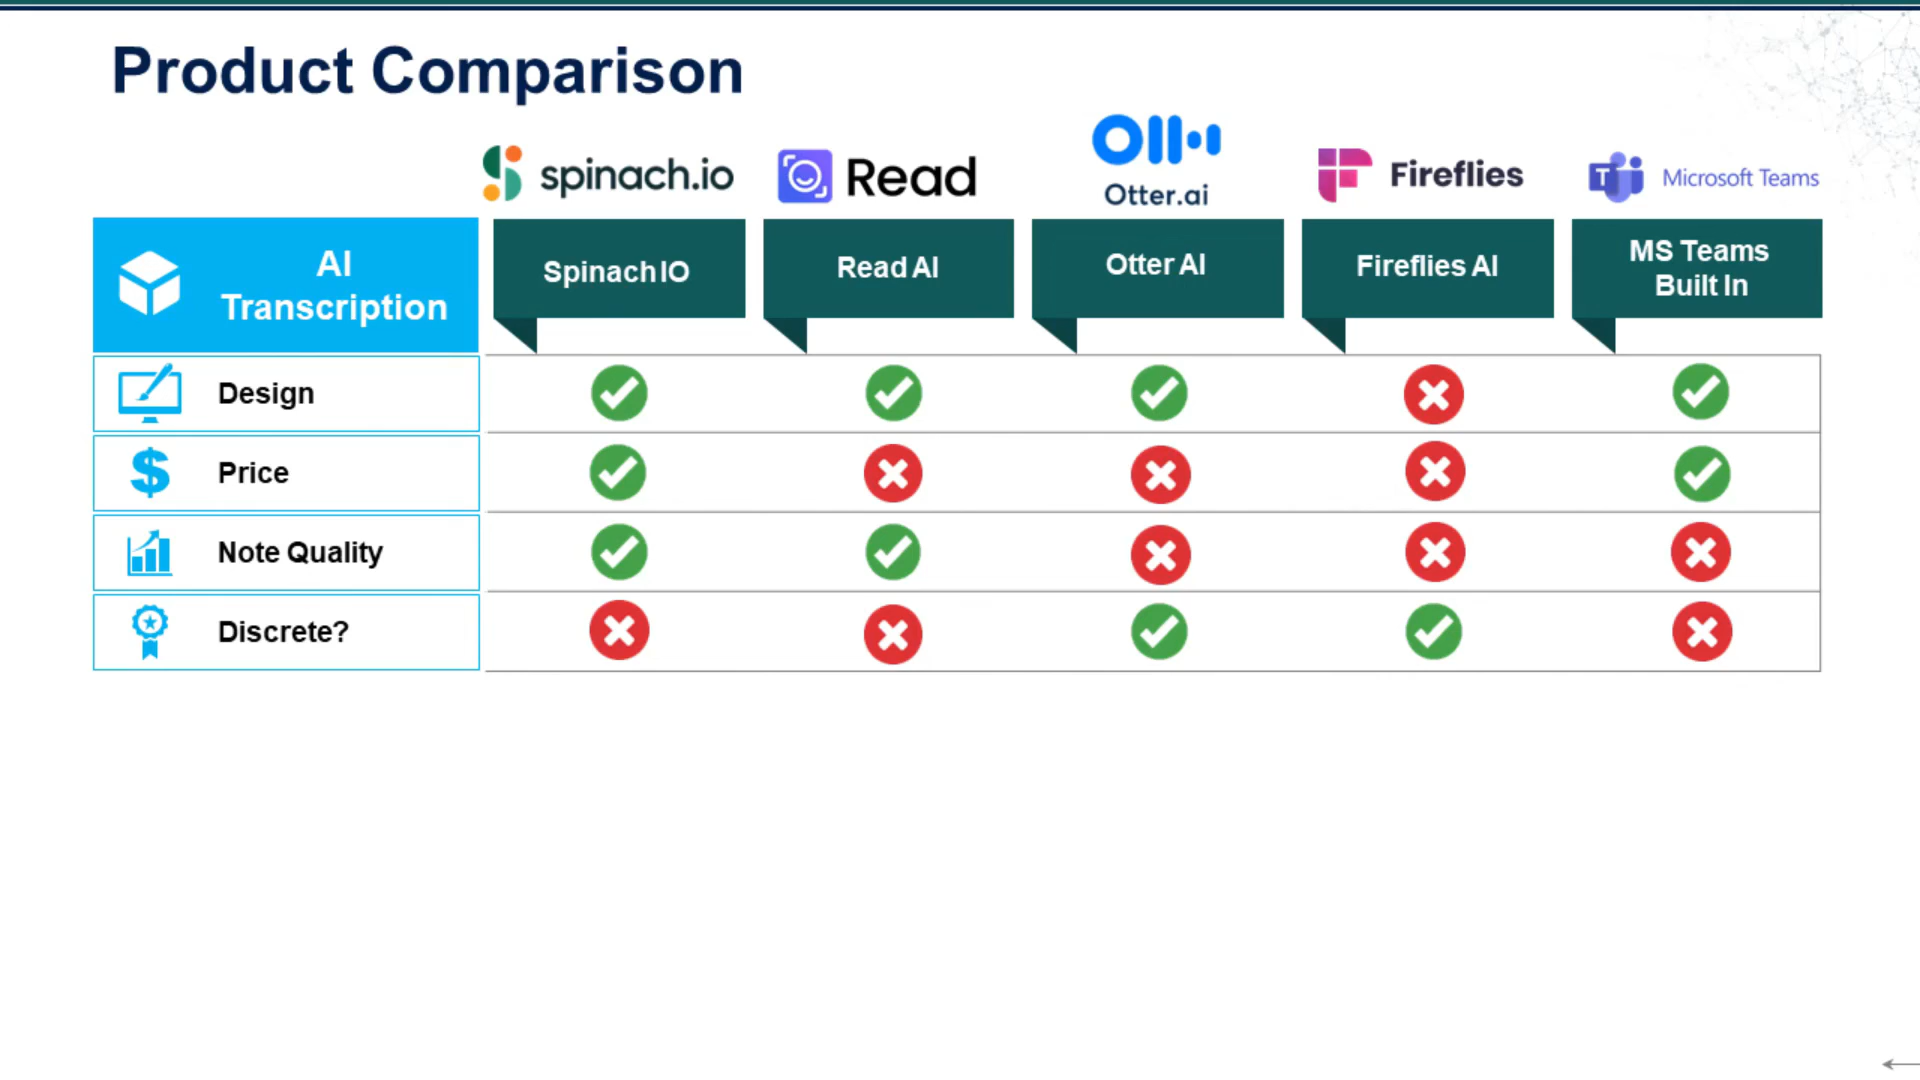 Product Comparison
spinach.io
Read
Otter.ai
Fireflies
T
Microsoft Teams
AI
Transcription
Spinach IO
Read AI
Otter AI
Fireflies AI
MS Teams
Built In
Design
$
Price
Note Quality
Discrete?